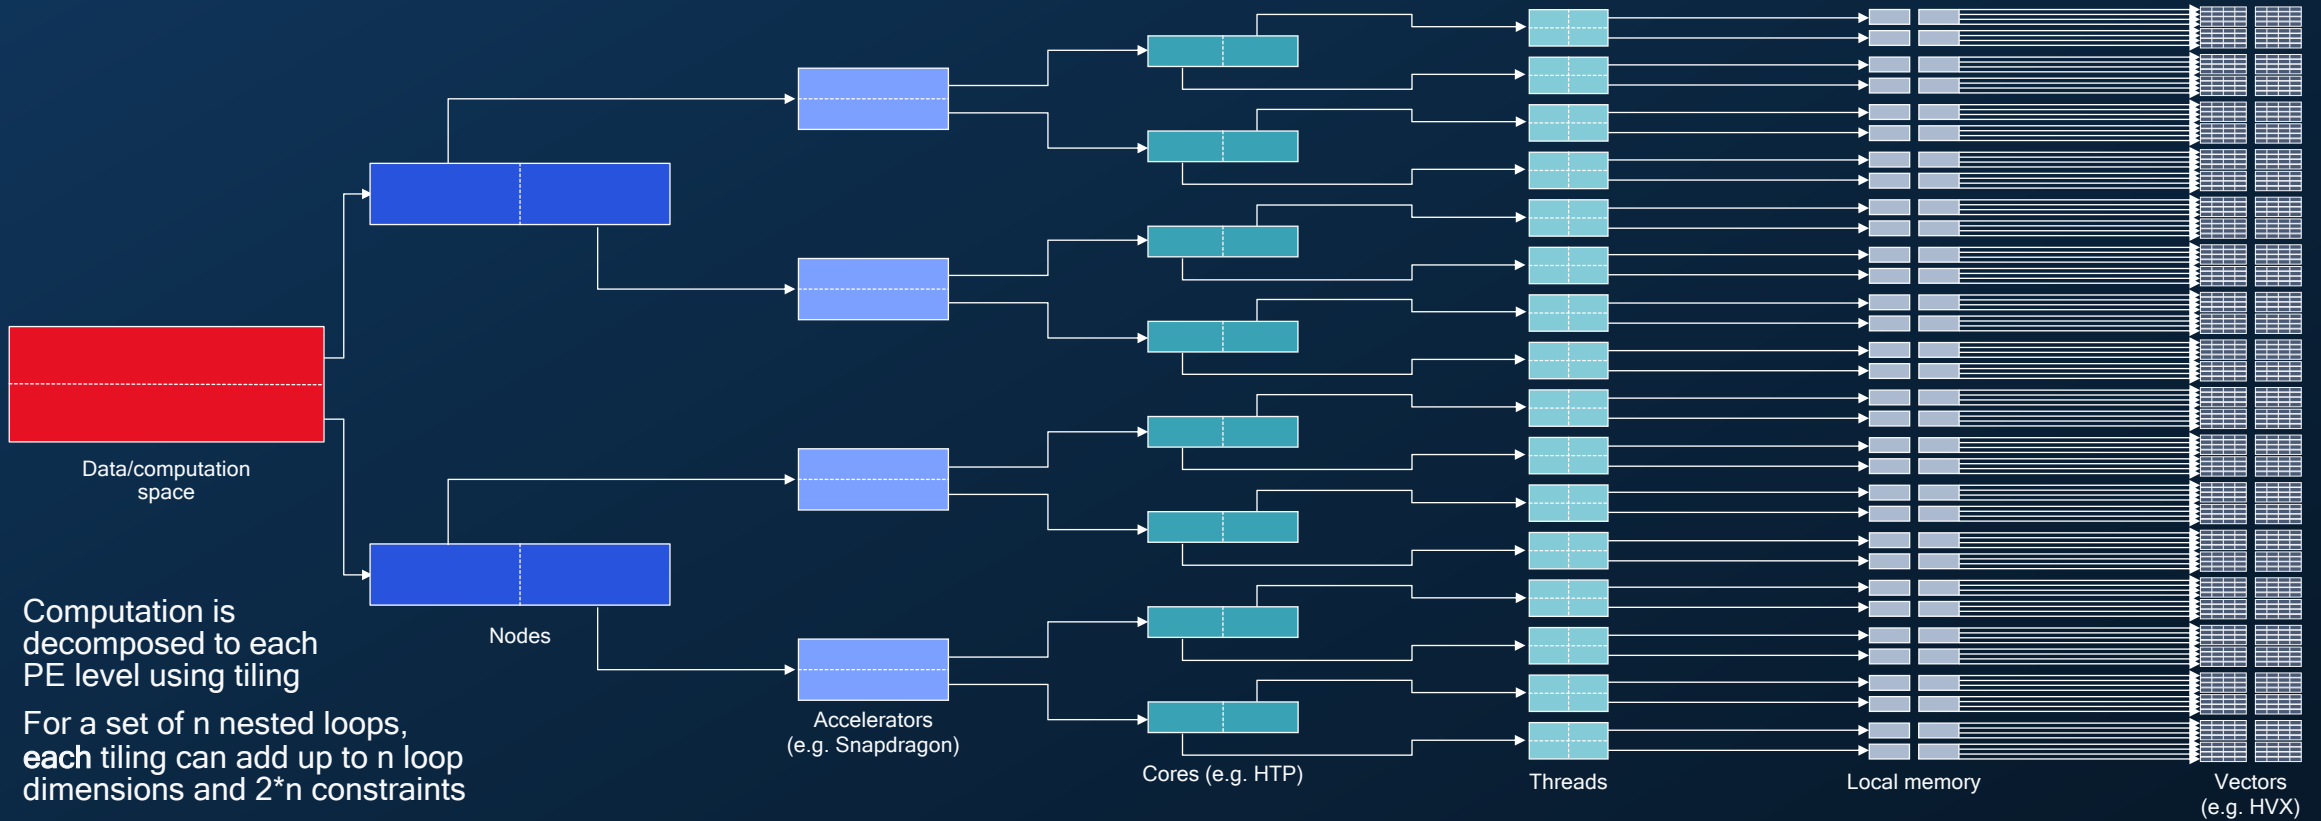 Data/computation
space
Computation is
decomposed to each
PE level using tiling
For a set of n nested loops,
each tiling can add up to n loop
dimensions and 2*n constraints
Nodes
Accelerators
(e.g. Snapdragon)
Cores (e.g. HTP)
Threads
Local memory
Vectors
(e.g. HVX)